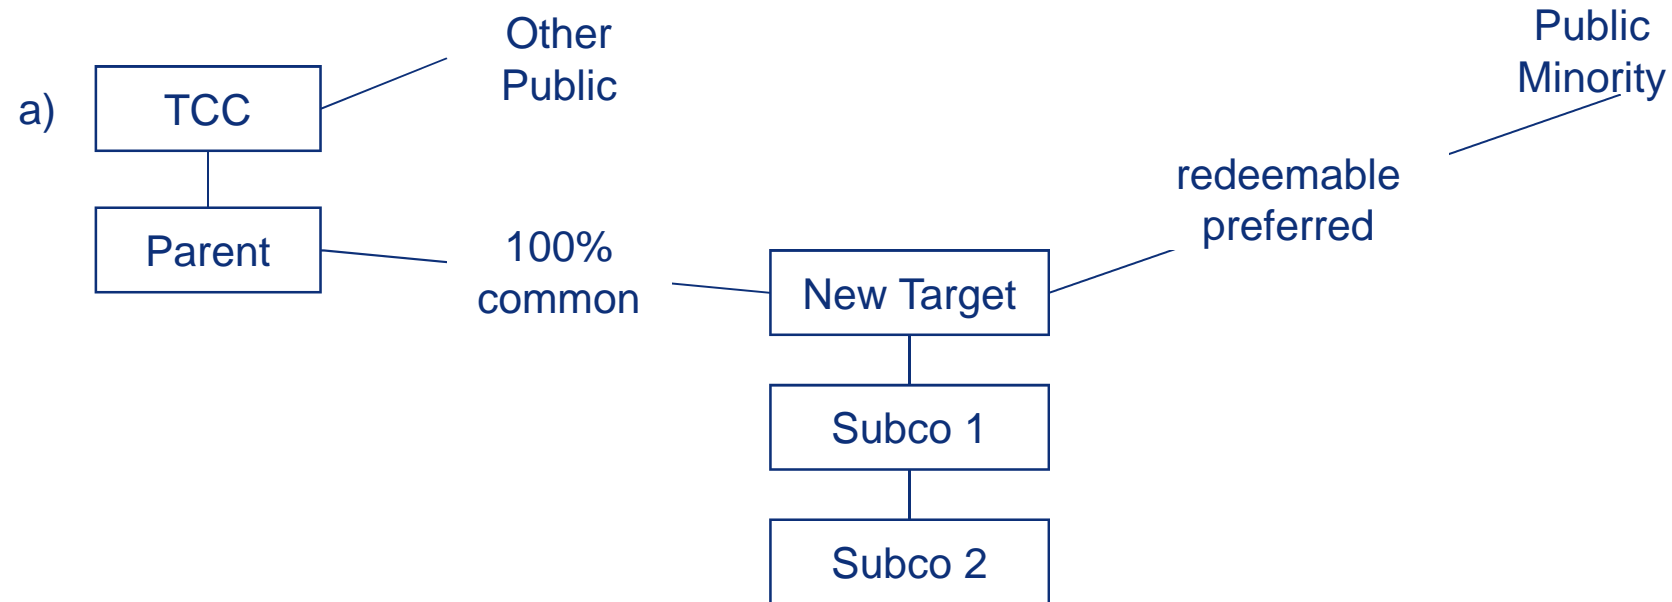 Other
Public
Public
Minority
a)
TCC
redeemable
preferred
Parent
100%
common
New Target
Subco 1
Subco 2